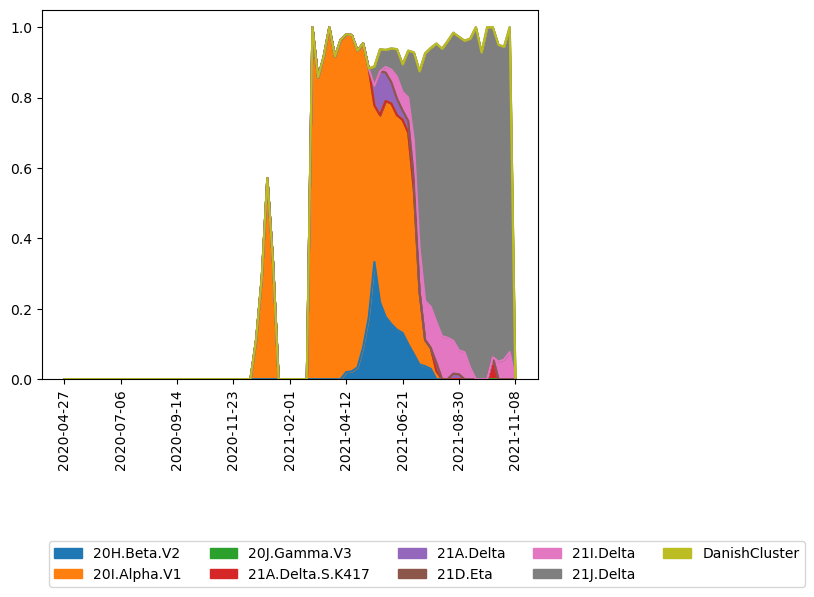 1.0
0.8
0.6
0.4
0.2
0.0
2020-04-27
2020-07-06
2020-09-14
2020-11-23
2021-02-01
2021-04-12
2021-06-21
2021-08-30
2021-11-08
20H.Beta.V2
20J.Gamma.V3
21A.Delta
21I.Delta
DanishCluster
20I.Alpha.V1
21A.Delta.S.K417
21D.Eta
21J.Delta